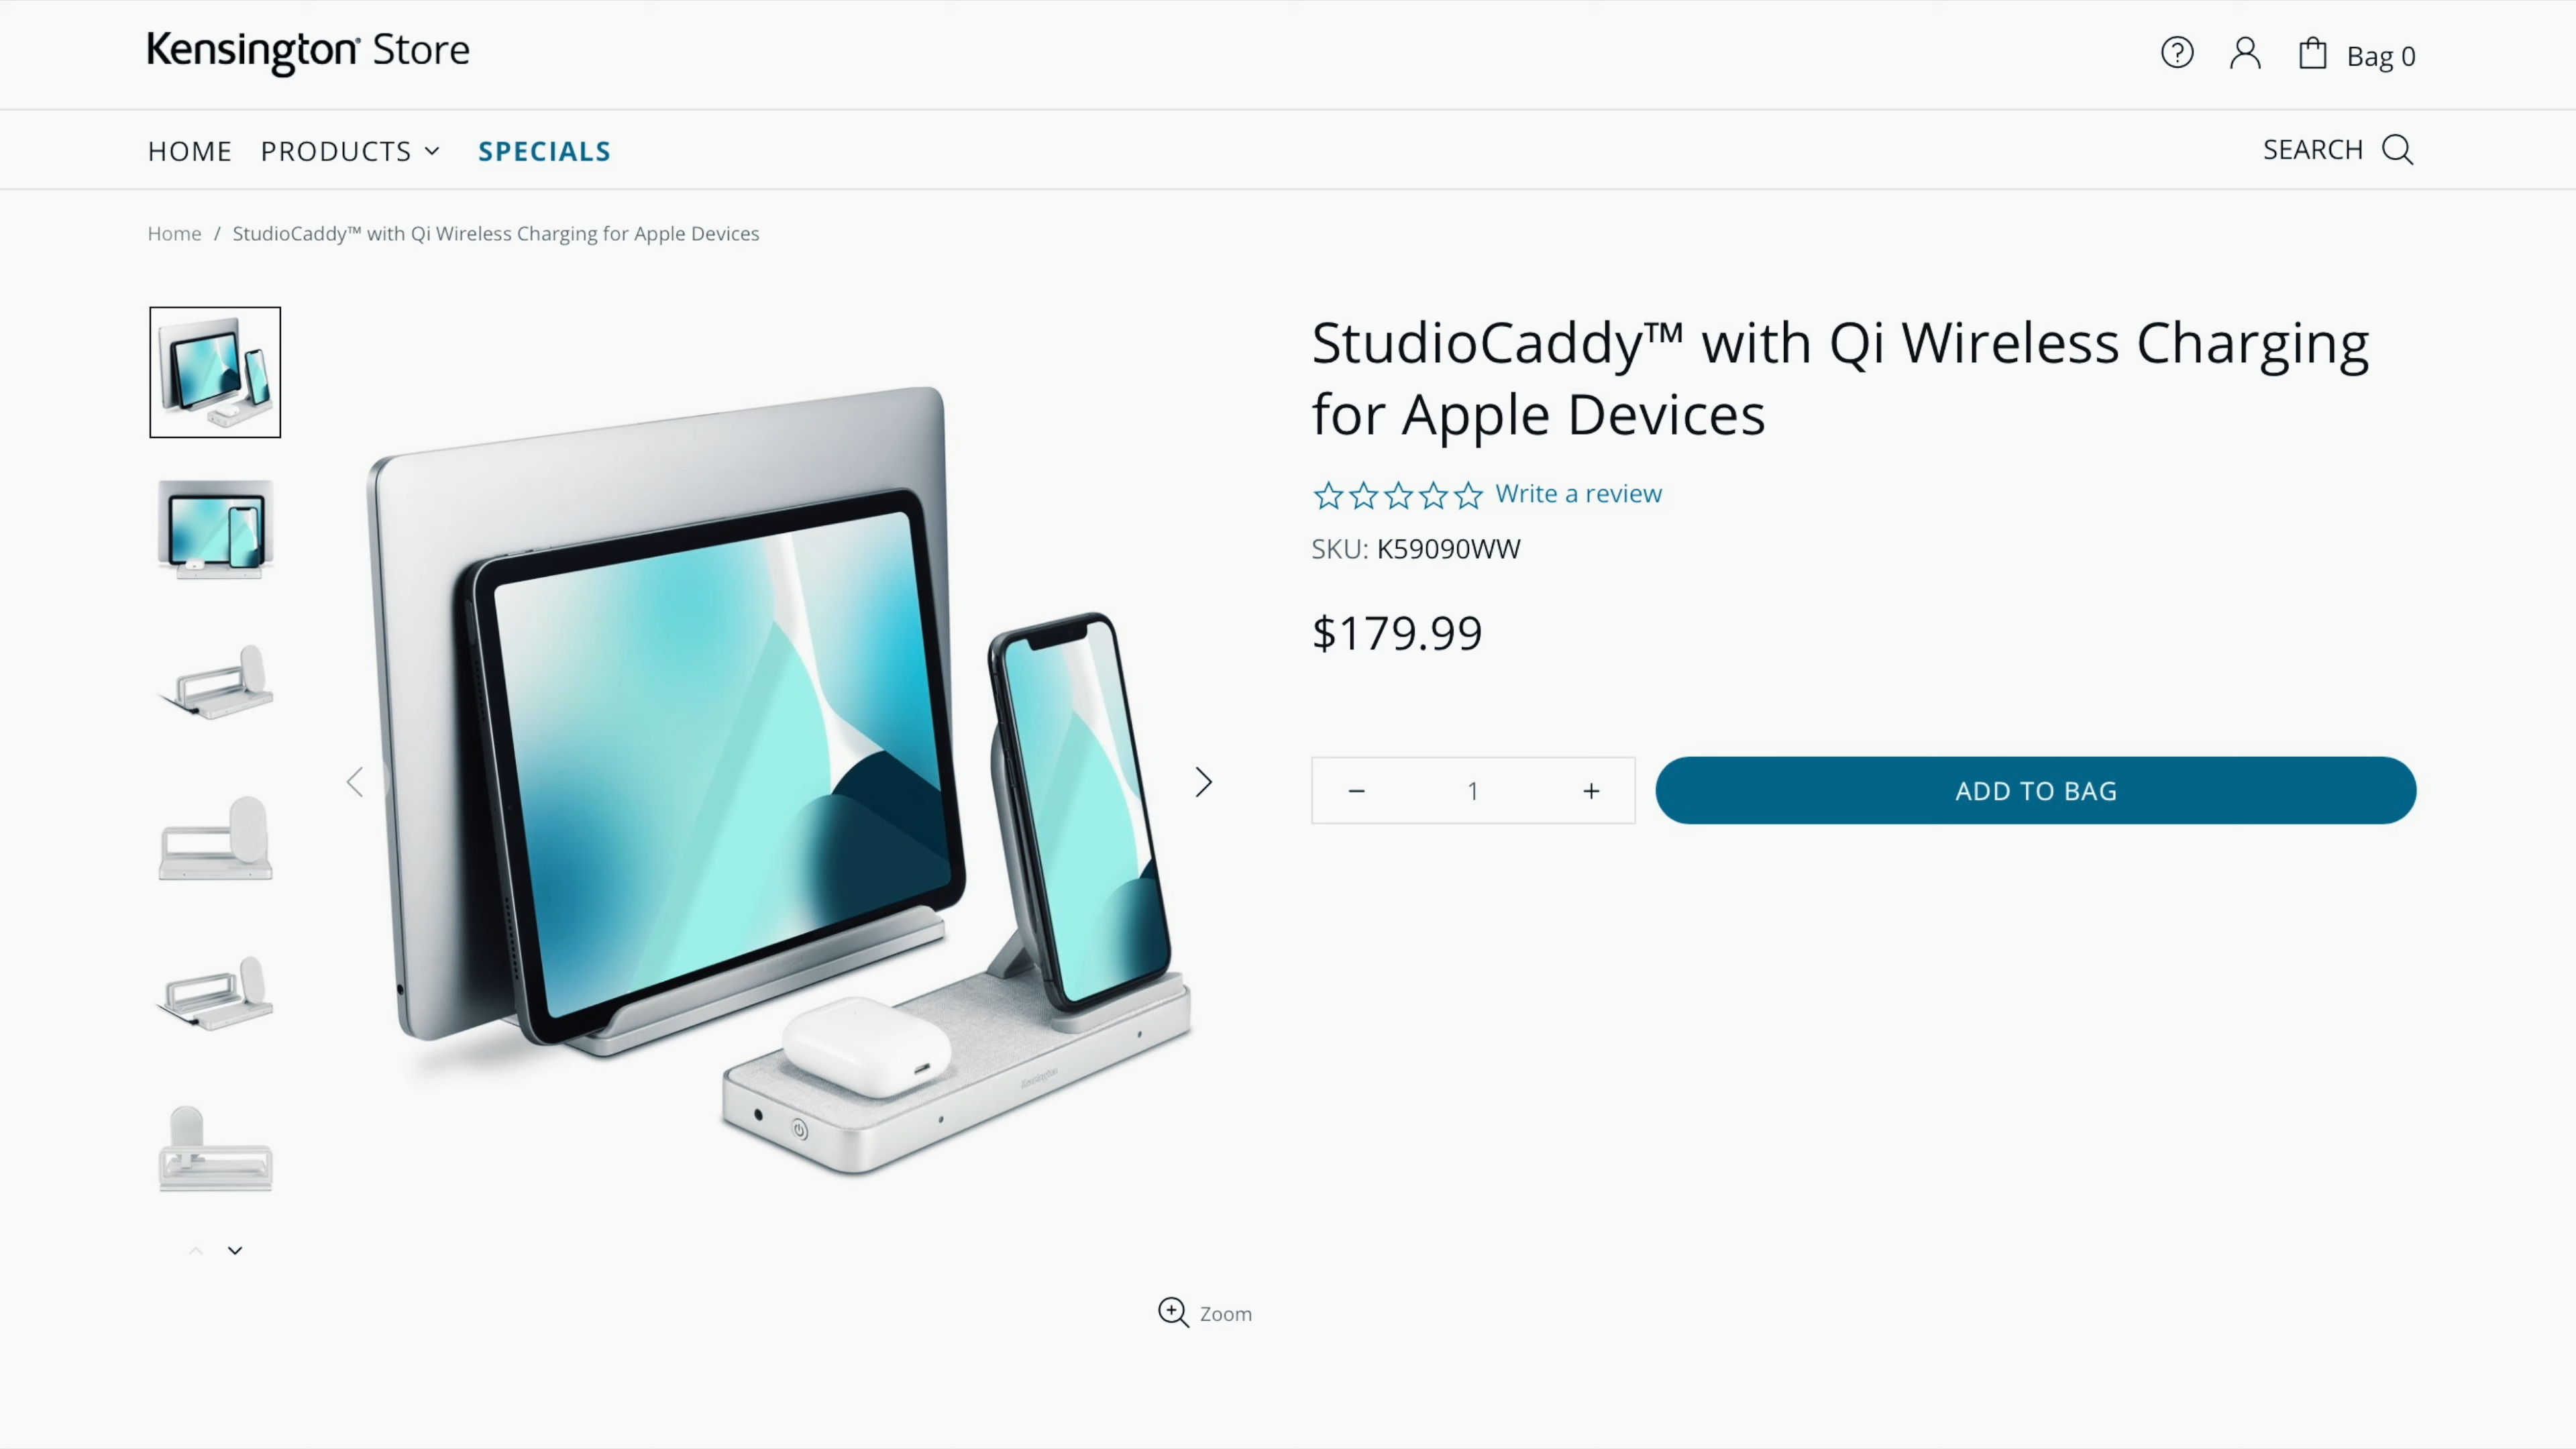 Kensington® Store
Bag 0
HOME PRODUCTS SPECIALS
SEARCH
Home / StudioCaddy™ with Qi Wireless Charging for Apple Devices
StudioCaddy™ with Qi Wireless Charging
for Apple Devices
Write a review
SKU: K59090WW
$179.99
− 1 +
ADD TO BAG
Kensington
Zoom